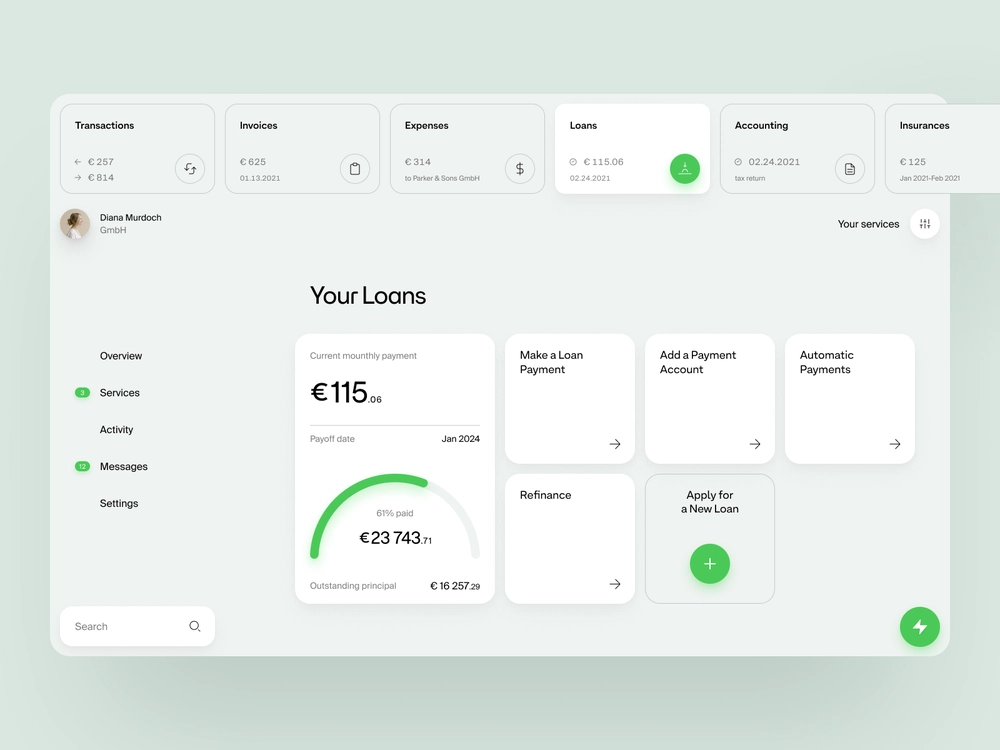 Transactions
← € 257
→ € 814
Invoices
€ 625
01.13.2021
Expenses
€ 314
to Parker & Sons GmbH
$
Loans
€ 115.06
02.24.2021
Accounting
02.24.2021
tax return
Insurances
€ 125
Jan 2021-Feb 2021
Diana Murdoch
GmbH
Your services
Your Loans
Overview
3 Services
Activity
12 Messages
Settings
Search
Current mounthly payment
€ 115.06
Payoff date Jan 2024
61% paid
€ 23 743.71
Outstanding principal € 16 257.29
Make a Loan
Payment
Add a Payment
Account
Automatic
Payments
Refinance
Apply for
a New Loan